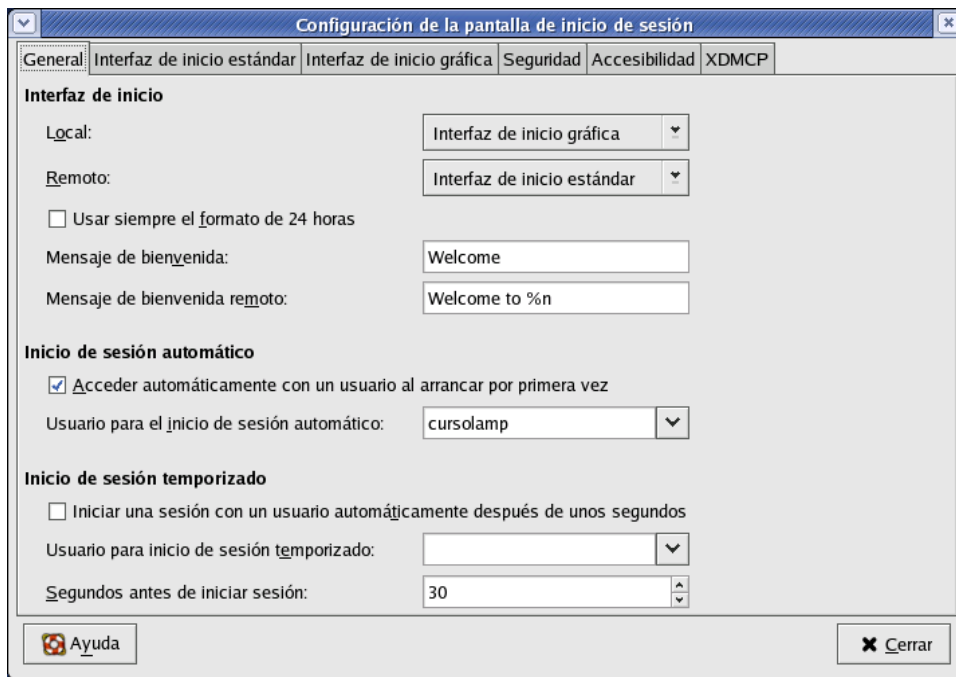 Configuración de la pantalla de inicio de sesión
General Interfaz de inicio estándar Interfaz de inicio gráfica Seguridad Accesibilidad XDMCP
Interfaz de inicio
Local: Interfaz de inicio gráfica
Remoto: Interfaz de inicio estándar
Usar siempre el formato de 24 horas
Mensaje de bienvenida: Welcome
Mensaje de bienvenida remoto: Welcome to %n
Inicio de sesión automático
Acceder automáticamente con un usuario al arrancar por primera vez
Usuario para el inicio de sesión automático: cursolamp
Inicio de sesión temporizado
Iniciar una sesión con un usuario automáticamente después de unos segundos
Usuario para inicio de sesión temporizado:
Segundos antes de iniciar sesión: 30
Ayuda Cerrar